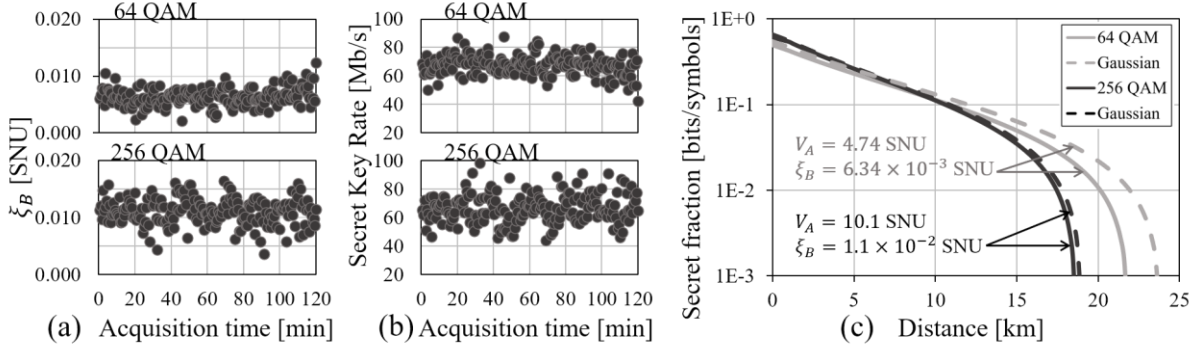 64 QAM
0.020
0.010
0.000
256 QAM
0.020
0.010
0.000
ξB [SNU]
0 20 40 60 80 100 120
(a) Acquisition time [min]
64 QAM
100
80
60
40
20
256 QAM
100
80
60
40
20
Secret Key Rate [Mb/s]
0 20 40 60 80 100 120
(b) Acquisition time [min]
1E+0
1E-1
1E-2
1E-3
Secret fraction [bits/symbols]
64 QAM
Gaussian
256 QAM
Gaussian
VA = 4.74 SNU
ξB = 6.34 × 10⁻³ SNU
VA = 10.1 SNU
ξB = 1.1 × 10⁻² SNU
0 5 10 15 20 25
(c) Distance [km]